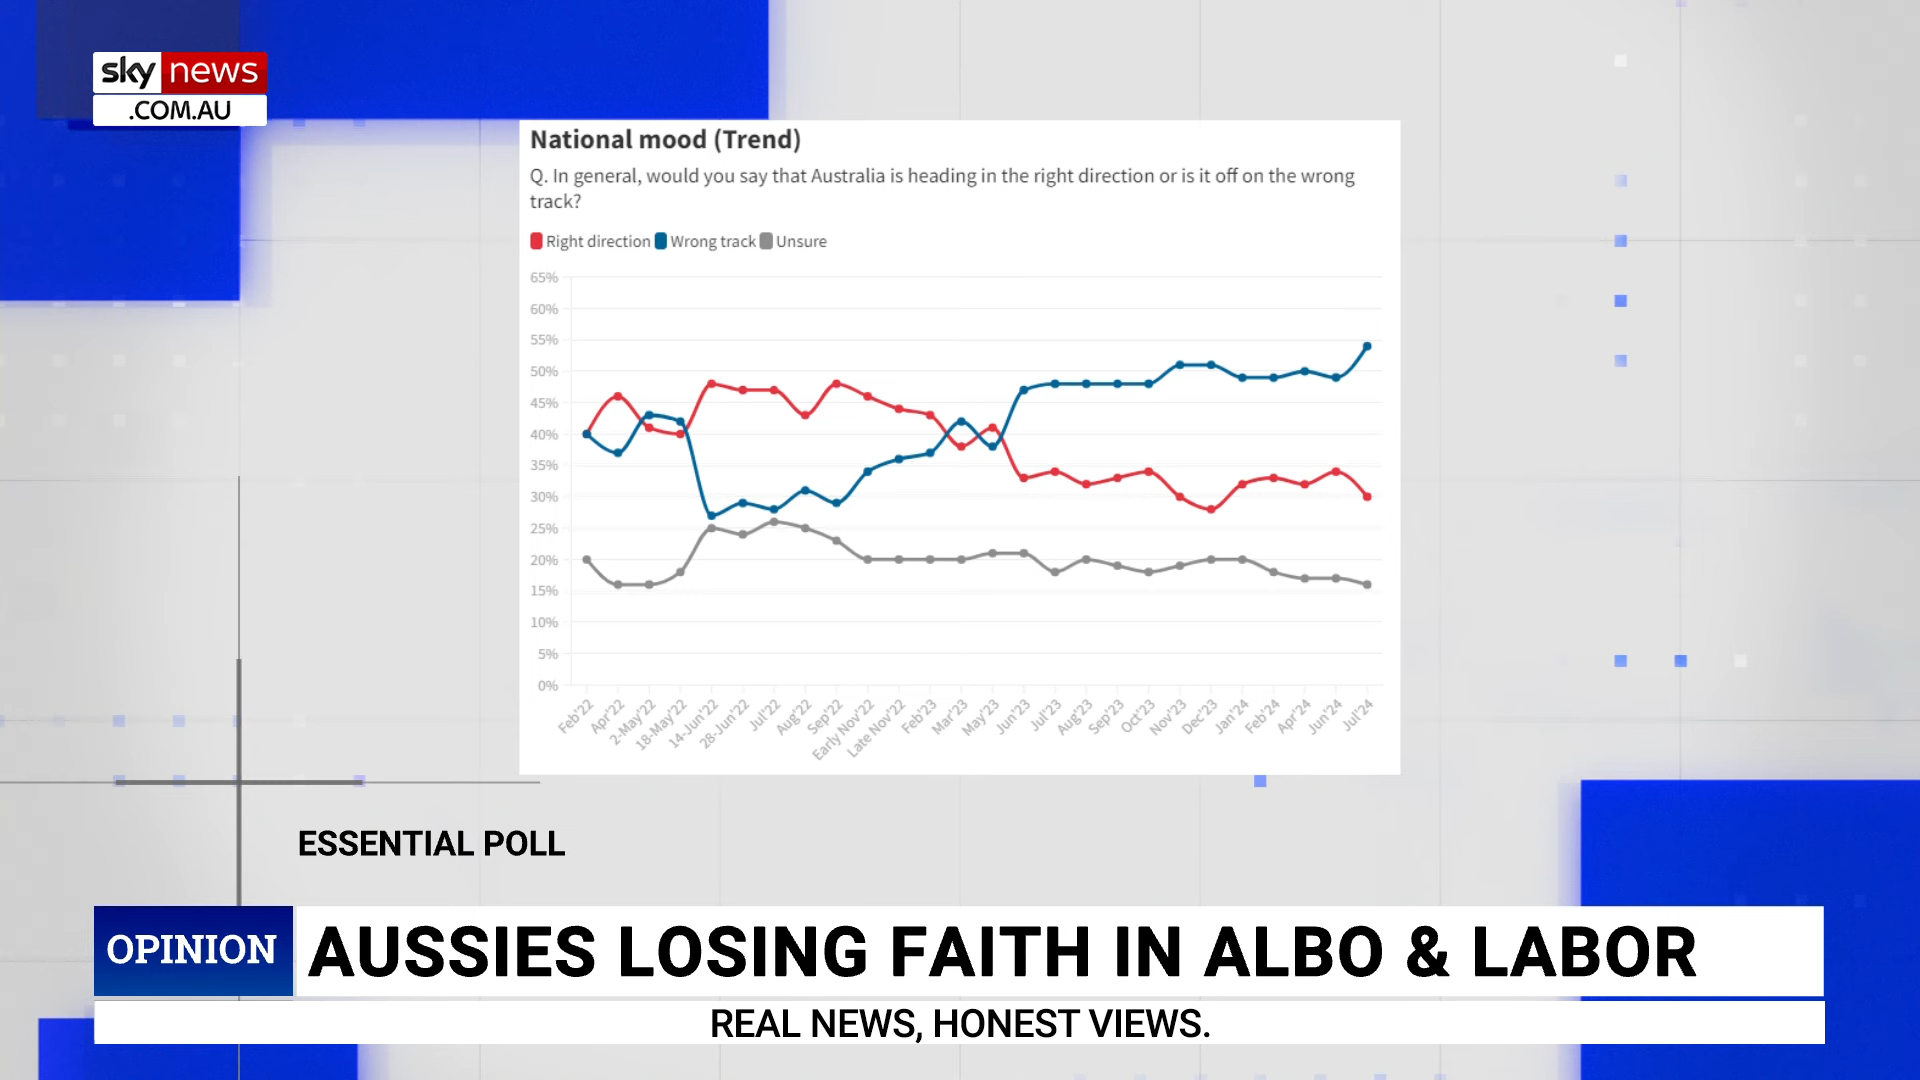 sky news
.COM.AU
National mood (Trend)
Q. In general, would you say that Australia is heading in the right direction or is it off on the wrong
track?
Right direction Wrong track Unsure
65%
60%
55%
50%
45%
40%
35%
30%
25%
20%
15%
10%
5%
0%
Feb'22 Apr'22 2-May'22 18-May'22 14-Jun'22 28-Jun'22 Jul'22 Aug'22 Sep'22 Early Nov'22 Late Nov'22 Feb'23 Mar'23 May'23 Jun'23 Jul'23 Aug'23 Sep'23 Oct'23 Nov'23 Dec'23 Jan'24 Feb'24 Apr'24 Jun'24 Jul'24
ESSENTIAL POLL
OPINION AUSSIES LOSING FAITH IN ALBO & LABOR
REAL NEWS, HONEST VIEWS.